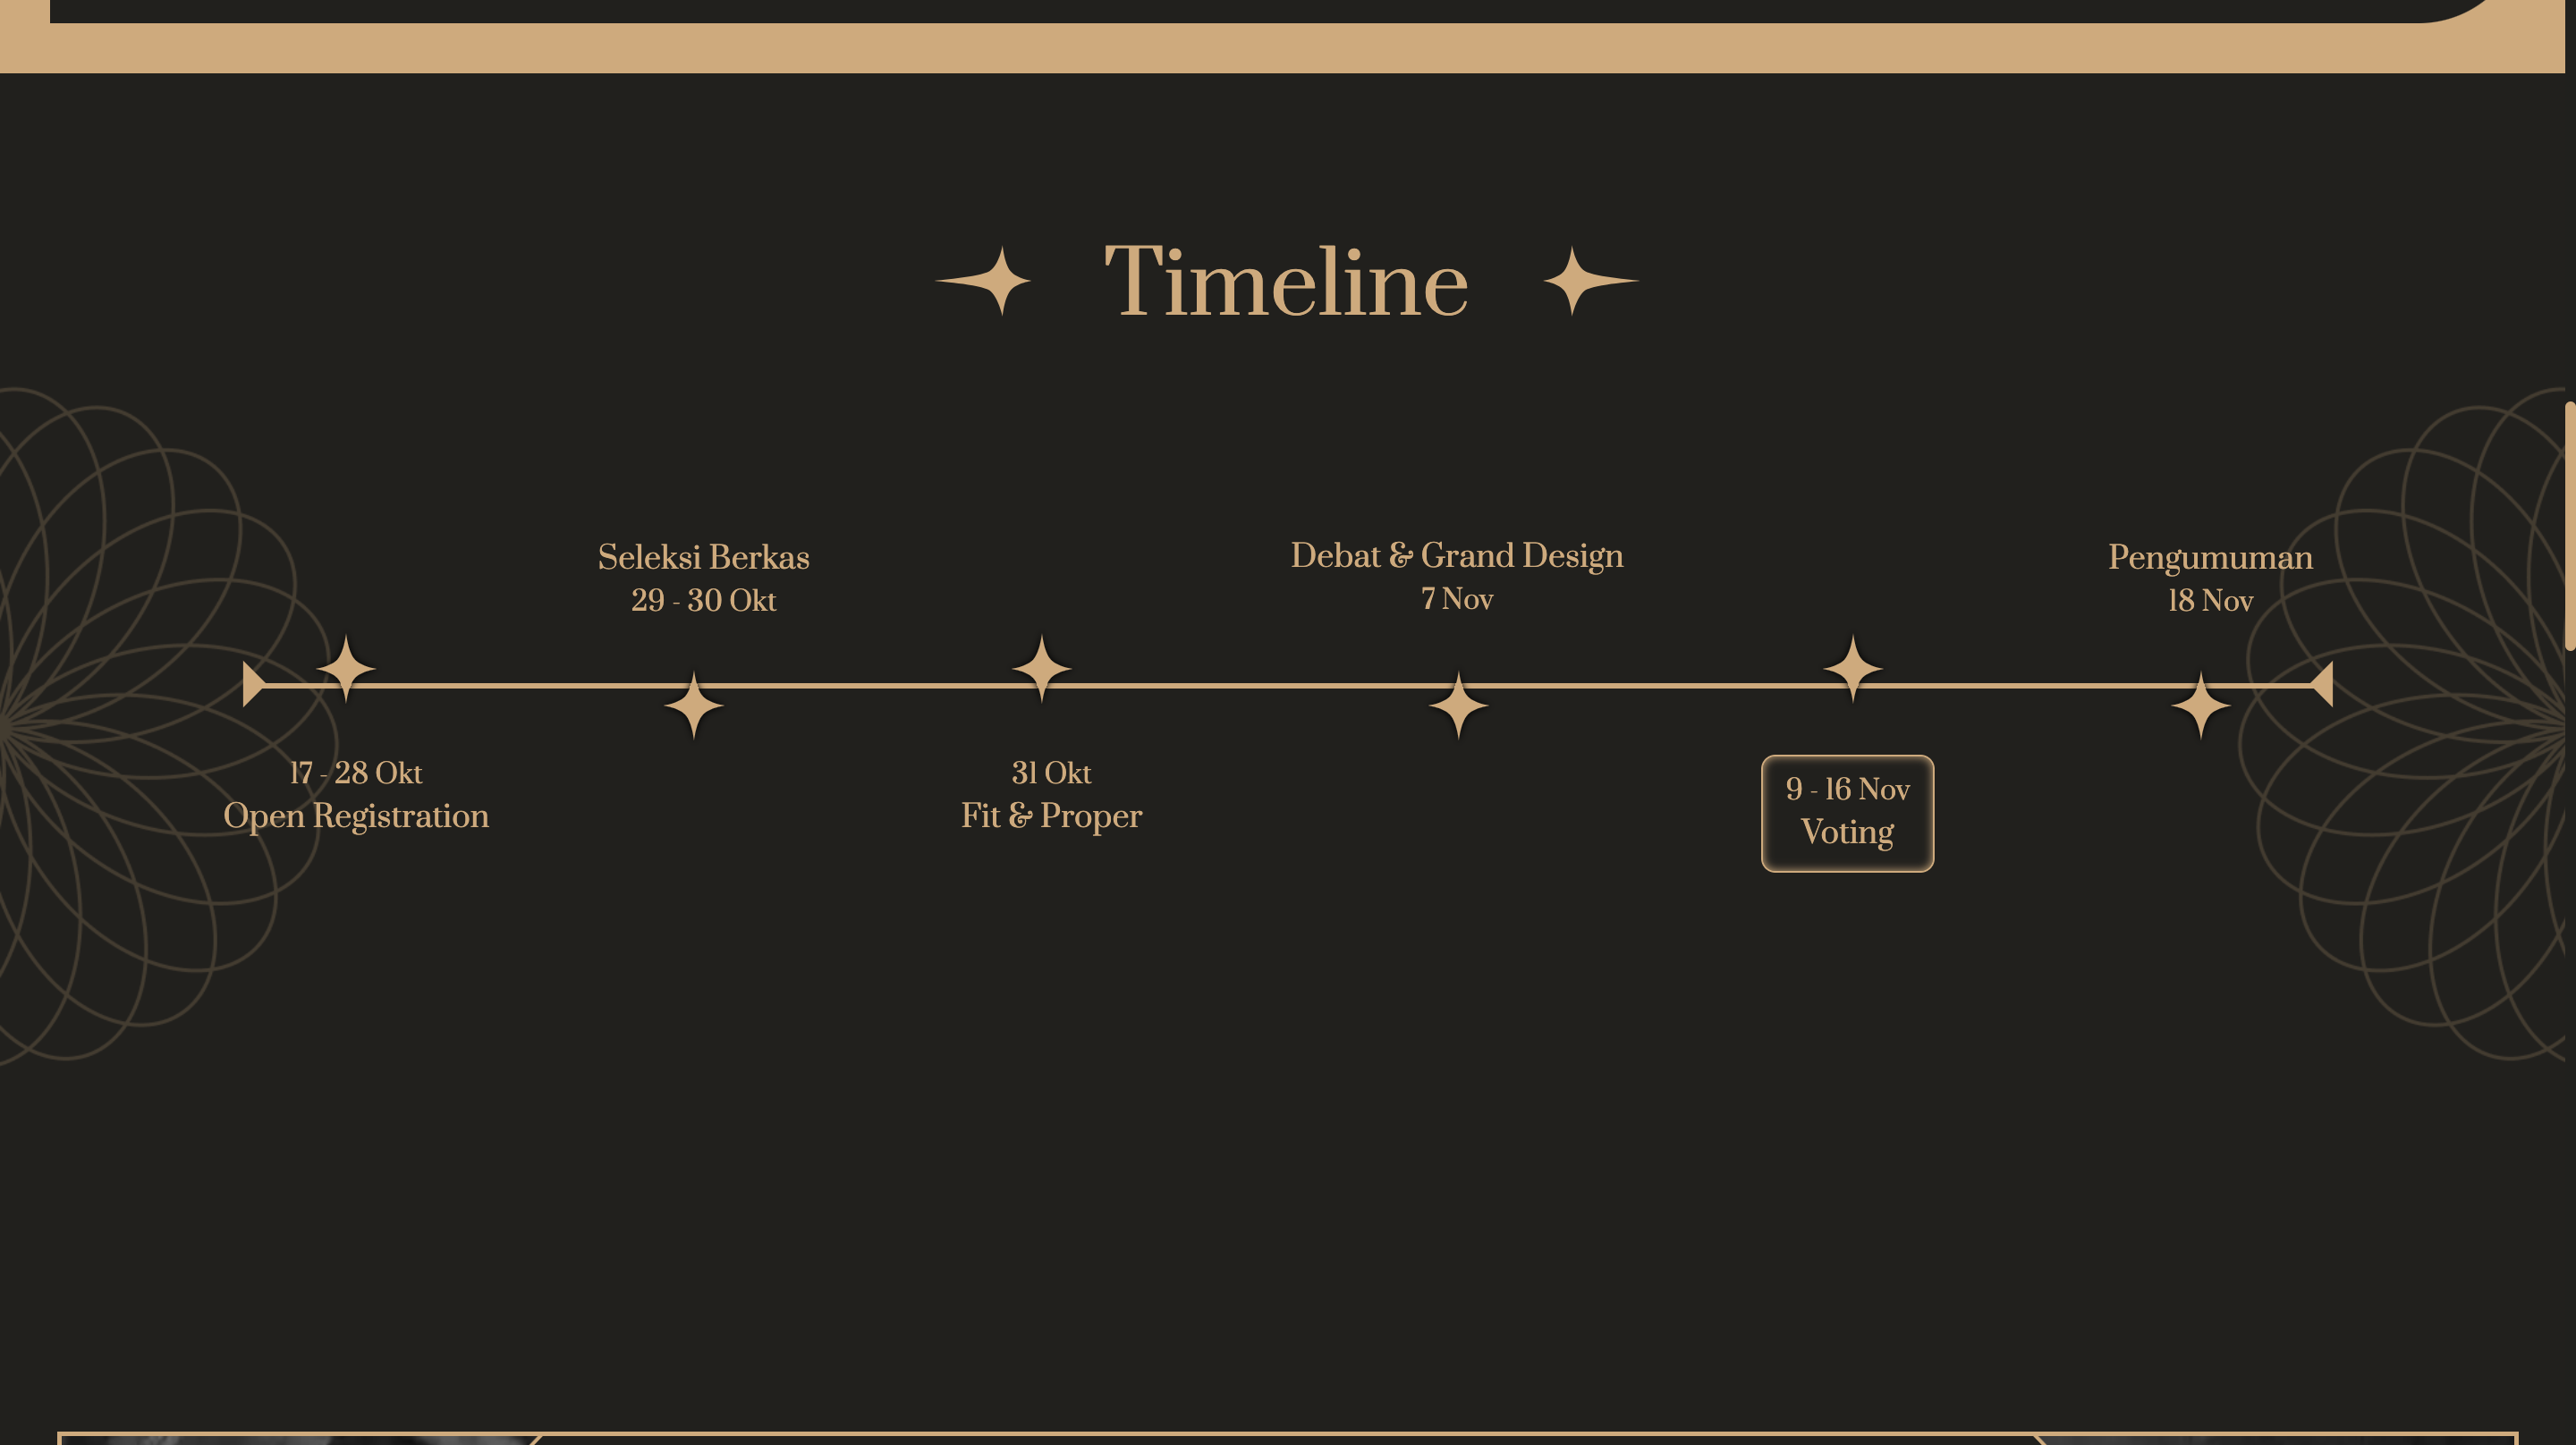 Timeline
Seleksi Berkas
29 - 30 Okt
Debat & Grand Design
7 Nov
Pengumuman
18 Nov
17 - 28 Okt
Open Registration
31 Okt
Fit & Proper
9 - 16 Nov
Voting